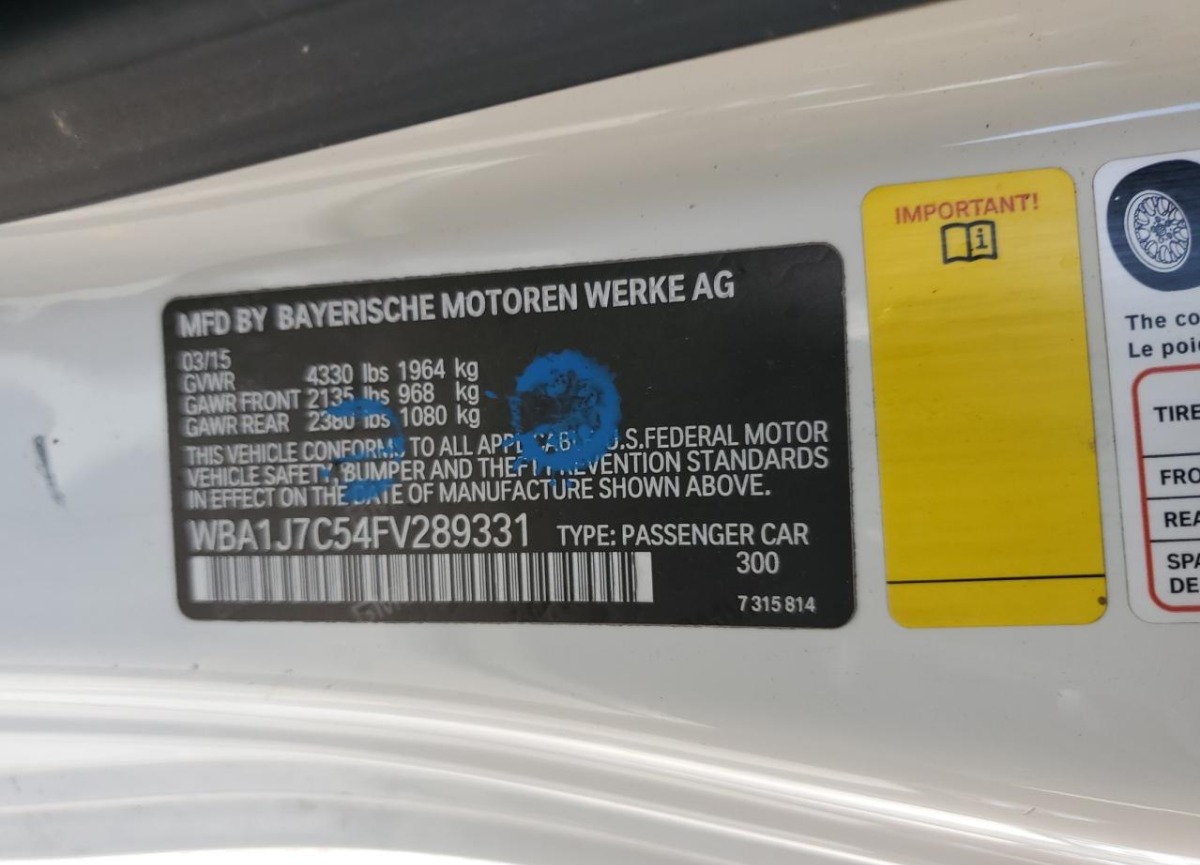 MFD BY BAYERISCHE MOTOREN WERKE AG
03/15
GVWR 4330 lbs 1964 kg
GAWR FRONT 2135 lbs 968 kg
GAWR REAR 2380 lbs 1080 kg
THIS VEHICLE CONFORMS TO ALL APPLICABLE U.S.FEDERAL MOTOR
VEHICLE SAFETY, BUMPER AND THEFT PREVENTION STANDARDS
IN EFFECT ON THE DATE OF MANUFACTURE SHOWN ABOVE.
WBA1J7C54FV289331 TYPE: PASSENGER CAR
300
7 315 814
IMPORTANT!
i
The co
Le poi
TIRE
FRO
REA
SPA
DE